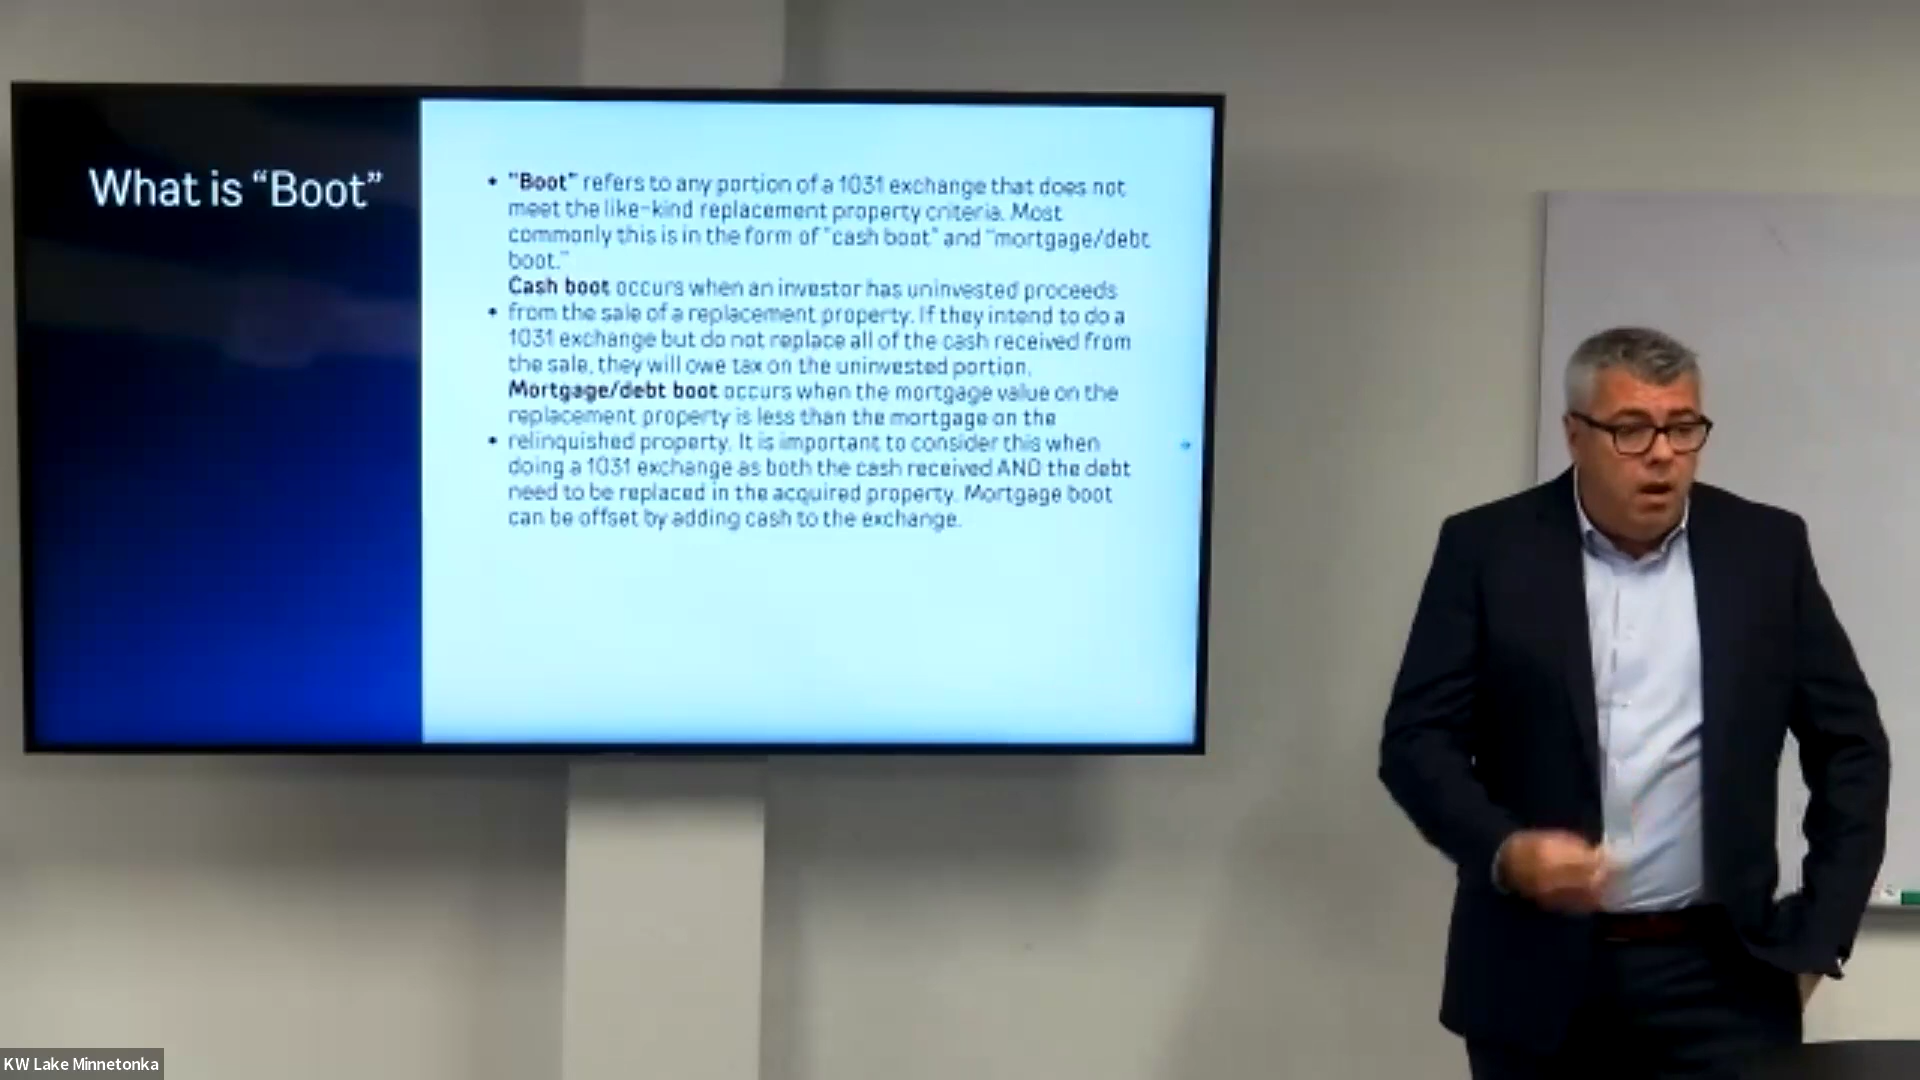 What is “Boot”
• "Boot" refers to any portion of a 1031 exchange that does not
meet the like-kind replacement property criteria. Most
commonly this is in the form of "cash boot" and "mortgage/debt
boot."
Cash boot occurs when an investor has uninvested proceeds
• from the sale of a replacement property. If they intend to do a
1031 exchange but do not replace all of the cash received from
the sale, they will owe tax on the uninvested portion.
Mortgage/debt boot occurs when the mortgage value on the
replacement property is less than the mortgage on the
• relinquished property. It is important to consider this when
doing a 1031 exchange as both the cash received AND the debt
need to be replaced in the acquired property. Mortgage boot
can be offset by adding cash to the exchange.
KW Lake Minnetonka